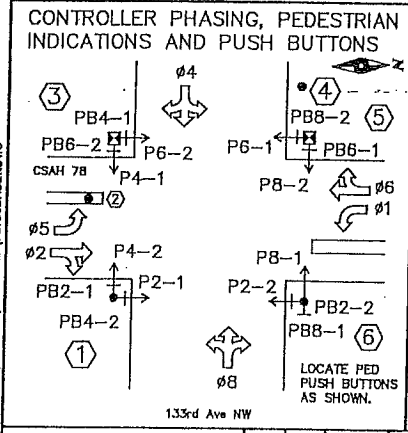 CONTROLLER PHASING, PEDESTRIAN
INDICATIONS AND PUSH BUTTONS
N
ø4
3
4
5
PB4-1
PB8-2
PB6-2
P6-2
P6-1
PB6-1
CSAH 78
P4-1
P8-2
ø6
2
ø1
ø5
ø2
P4-2
P8-1
P2-1
P2-2
PB2-1
PB2-2
PB4-2
PB8-1
1
6
ø8
LOCATE PED
PUSH BUTTONS
AS SHOWN.
133rd Ave NW